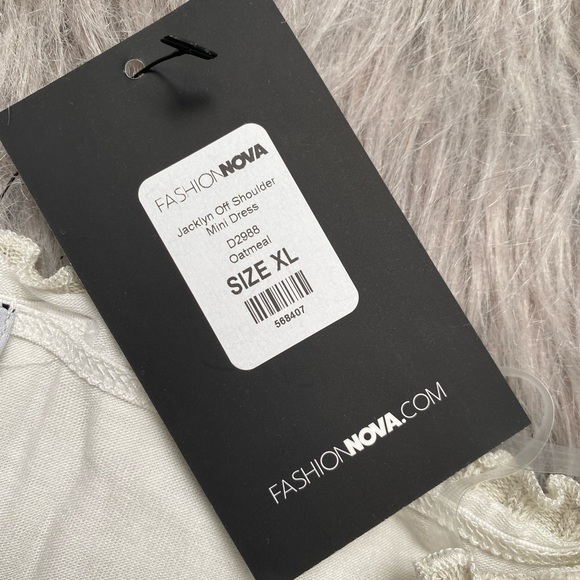 FASHIONNOVA
Jacklyn Off Shoulder
Mini Dress
D2988
Oatmeal
SIZE XL
568407
FASHIONNOVA.COM